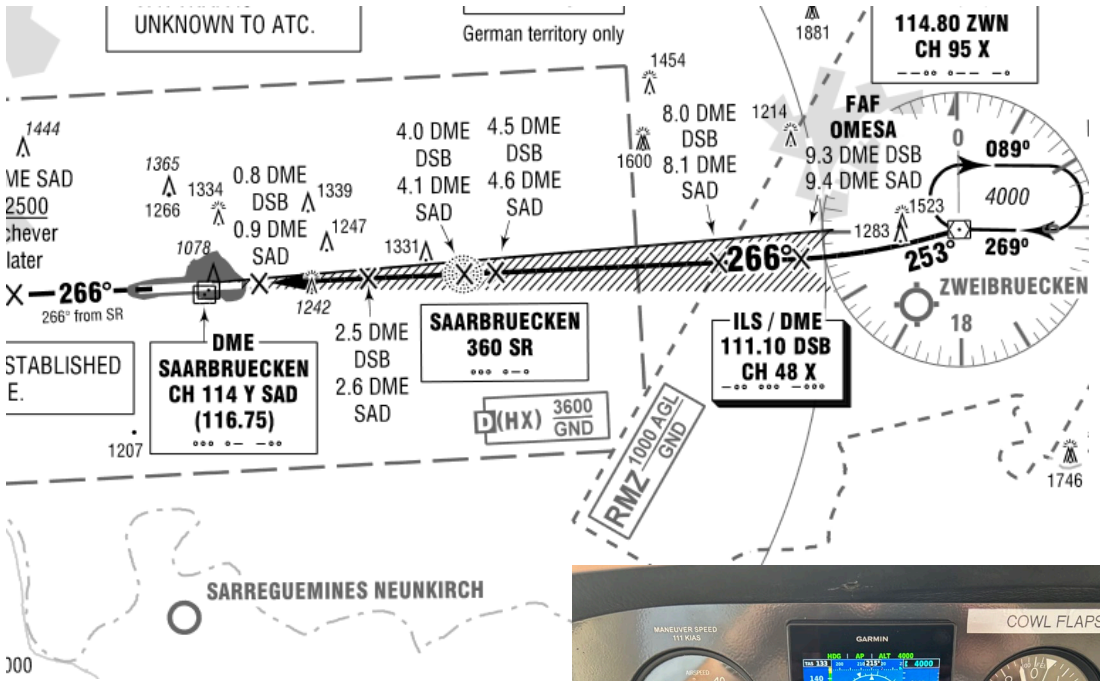 UNKNOWN TO ATC.
German territory only
1881
114.80 ZWN
CH 95 X
1454
1600
1214
FAF
OMESA
9.3 DME DSB
9.4 DME SAD
8.0 DME
DSB
8.1 DME
SAD
4.0 DME
DSB
4.1 DME
SAD
4.5 DME
DSB
4.6 DME
SAD
0
089°
4000
269°
253°
1523
1283
ZWEIBRUECKEN
18
1444
ME SAD
2500
chever
later
1365
1266
1334
0.8 DME
DSB
0.9 DME
SAD
1339
1247
1331
1078
1242
266°
266° from SR
266°
STABLISHED
E.
DME
SAARBRUECKEN
CH 114 Y SAD
(116.75)
2.5 DME
DSB
2.6 DME
SAD
SAARBRUECKEN
360 SR
ILS / DME
111.10 DSB
CH 48 X
D(HX) 3600
GND
RMZ 1000 AGL
GND
1207
1746
SARREGUEMINES NEUNKIRCH
000
MANEUVER SPEED
111 KIAS
GARMIN
COWL FLAPS
HDG AP ALT 4000
TAS 133
215°
4000
140
AIRSPEED
40